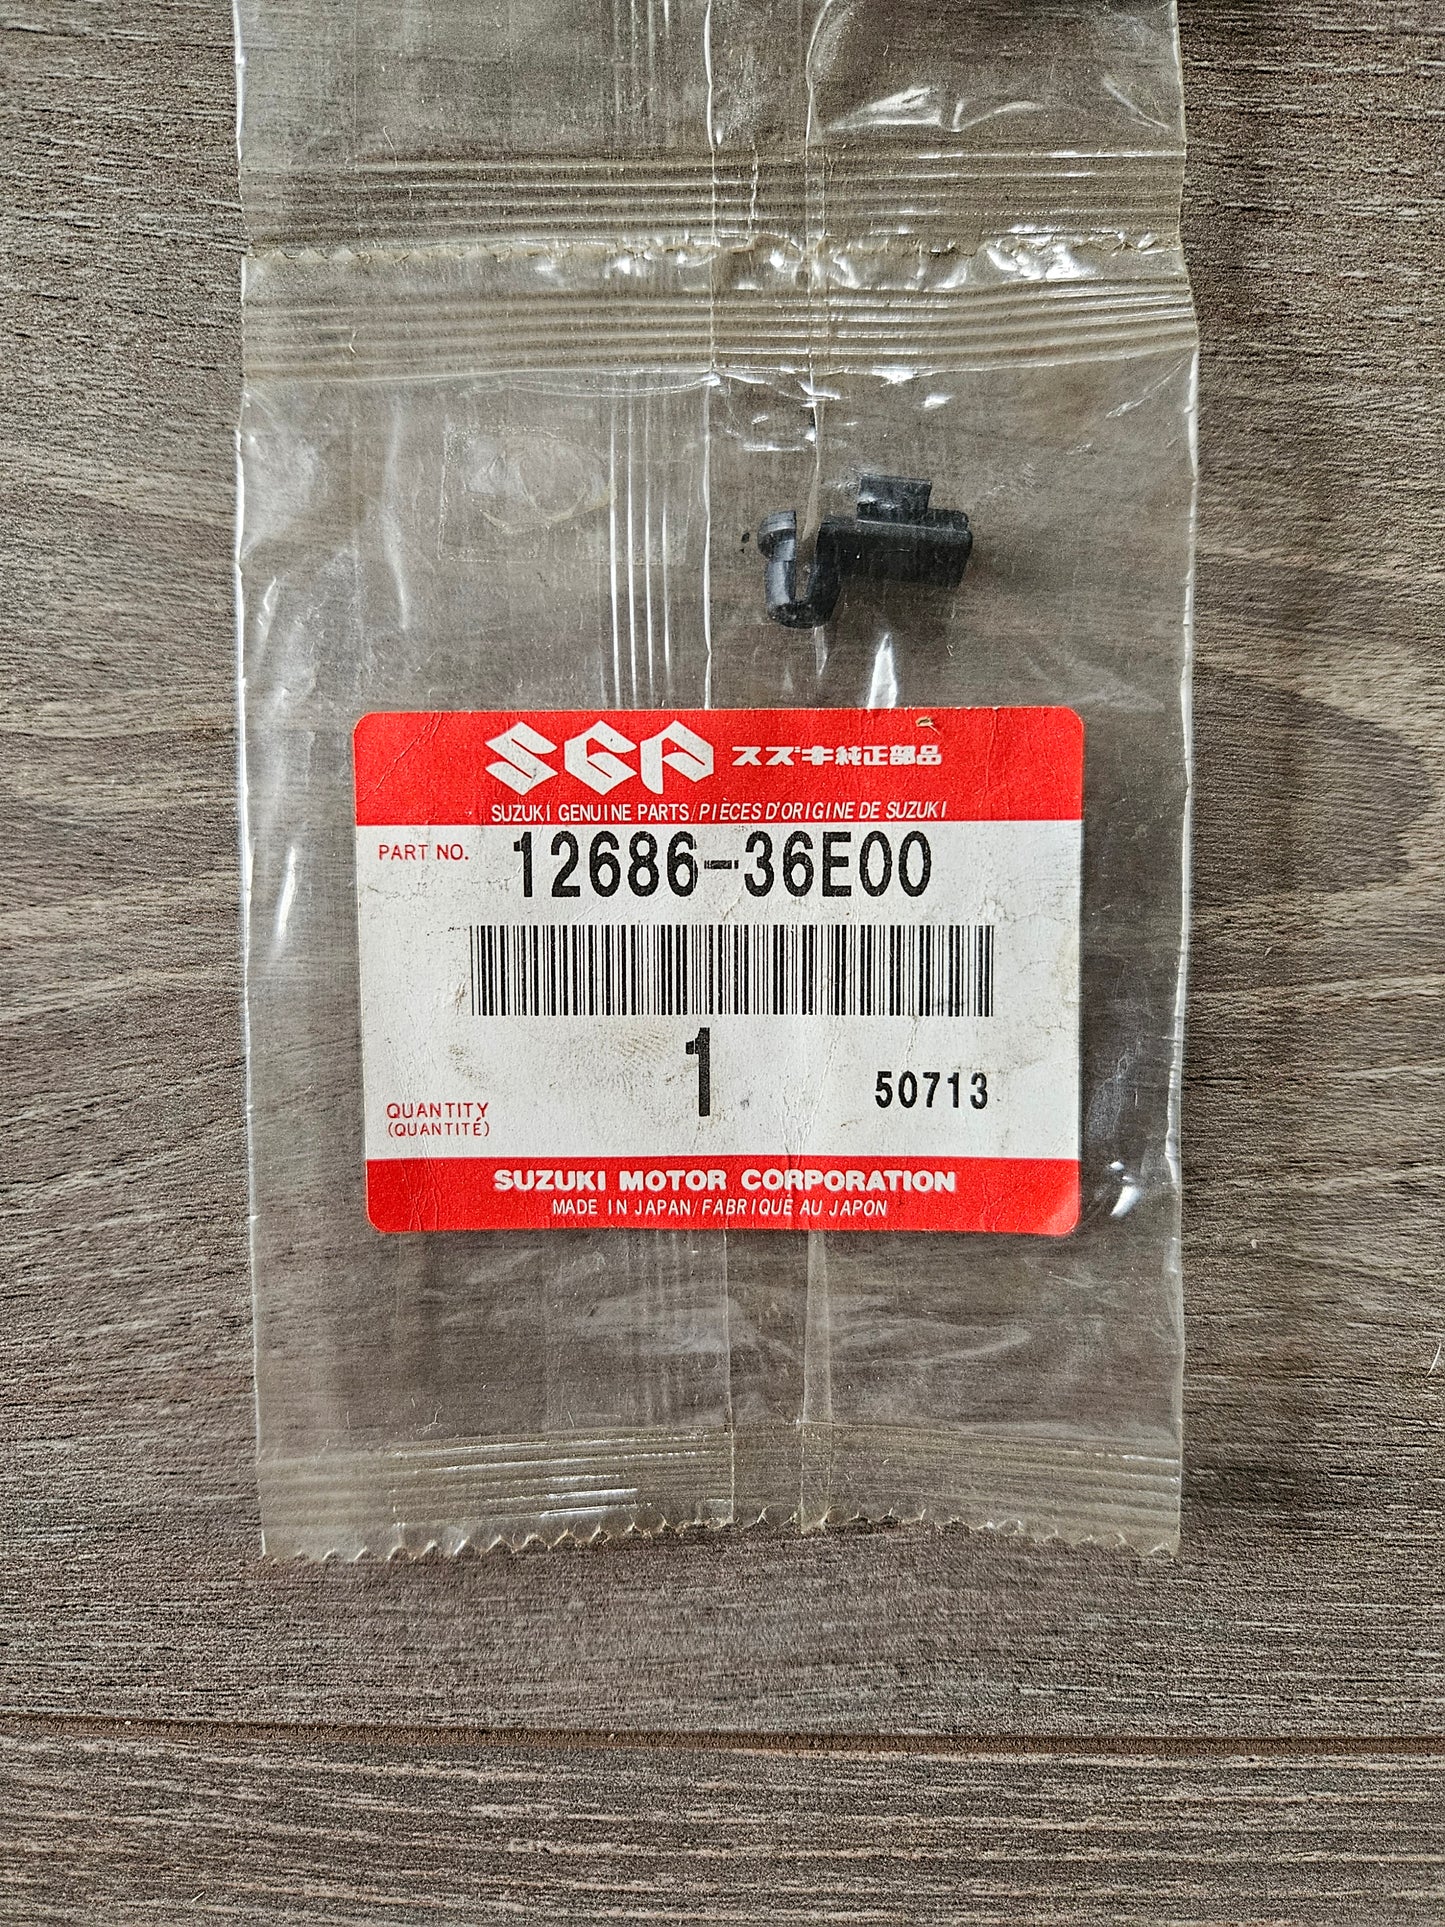 SGP スズキ純正部品
SUZUKI GENUINE PARTS/PIÈCES D'ORIGINE DE SUZUKI
PART NO. 12686-36E00
1
50713
QUANTITY
(QUANTITÉ)
SUZUKI MOTOR CORPORATION
MADE IN JAPAN/FABRIQUE AU JAPON